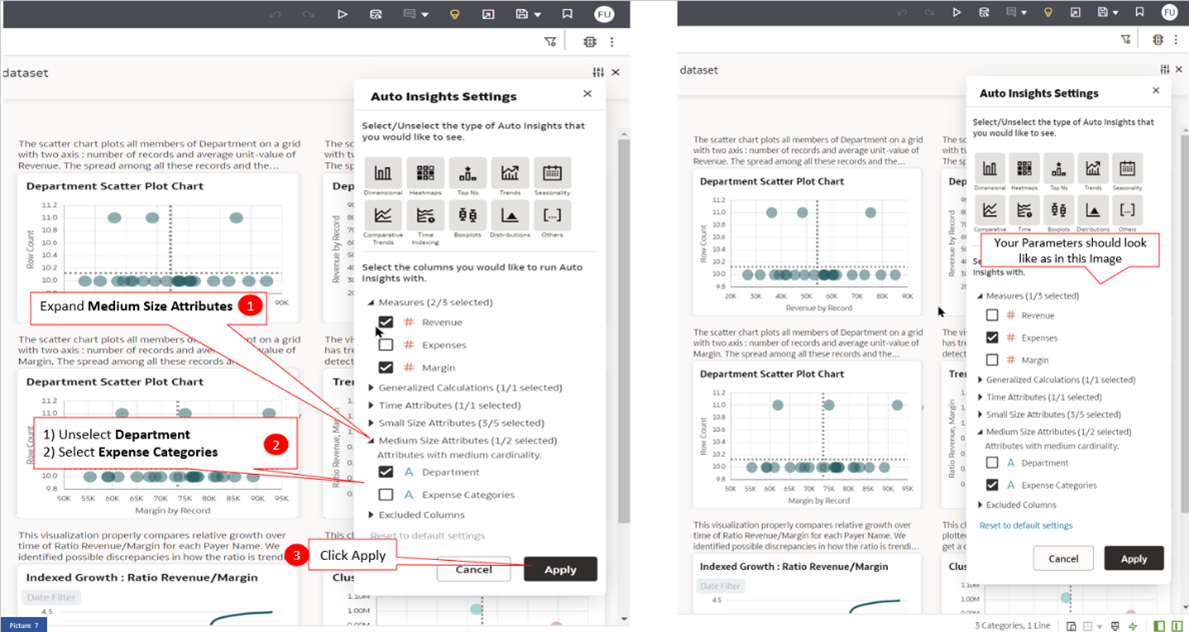 FU
dataset
Auto Insights Settings
Select/Unselect the type of Auto Insights that
you would like to see.
Dimensional
Heatmaps
Top Ns
Trends
Seasonality
Comparative
Trends
Time
Indexing
Boxplots
Distributions
Others
Select the columns you would like to run Auto
Insights with.
Measures (2/3 selected)
# Revenue
# Expenses
# Margin
Generalized Calculations (1/1 selected)
Time Attributes (1/1 selected)
Small Size Attributes (3/5 selected)
Medium Size Attributes (1/2 selected)
Attributes with medium cardinality.
A Department
A Expense Categories
Excluded Columns
Reset to default settings
Cancel
Apply
The scatter chart plots all members of Department on a grid
with two axis : number of records and average unit-value of
Revenue. The spread among all these records and the...
Department Scatter Plot Chart
Row Count
11.2
11.0
10.8
10.6
10.4
10.2
10.0
90K
Expand Medium Size Attributes 1
The scatter chart plots all members of Department on a grid
with two axis : number of records and average unit-value of
Margin. The spread among all these records and the...
Department Scatter Plot Chart
11.2
11.0
1) Unselect Department
2) Select Expense Categories
2
10.0
9.8
50K 55K 60K 65K 70K 75K 80K 85K 90K 95K
Margin by Record
This visualization properly compares relative growth over
time of Ratio Revenue/Margin for each Payer Name. We
identified possible discrepancies in how the ratio is trendi...
3 Click Apply
Indexed Growth : Ratio Revenue/Margin
Date Filter
4.5
Revenue by Record
Ratio Revenue, Margin
1.10M
1.00M
Picture 7
FU
dataset
Auto Insights Settings
Select/Unselect the type of Auto Insights that
you would like to see.
Dimensional
Heatmaps
Top Ns
Trends
Seasonality
Comparative
Time
Boxplots
Distributions
Others
Your Parameters should look
like as in this Image
Insights with.
Measures (1/3 selected)
# Revenue
# Expenses
# Margin
Generalized Calculations (1/1 selected)
Time Attributes (1/1 selected)
Small Size Attributes (3/5 selected)
Medium Size Attributes (1/2 selected)
Attributes with medium cardinality.
A Department
A Expense Categories
Excluded Columns
Reset to default settings
Cancel
Apply
The scatter chart plots all members of Department on a grid
with two axis : number of records and average unit-value of
Revenue. The spread among all these records and the...
Department Scatter Plot Chart
Row Count
11.2
11.0
10.8
10.6
10.4
10.2
10.0
9.8
20K 30K 40K 50K 60K 70K 80K 90K
Revenue by Record
The scatter chart plots all members of Department on a grid
with two axis : number of records and average unit-value of
Margin. The spread among all these records and the...
Department Scatter Plot Chart
Row Count
11.2
11.0
10.8
10.6
10.4
10.2
10.0
9.8
50K 55K 60K 65K 70K 75K 80K 85K 90K 95K
Margin by Record
This visualization properly compares relative growth over
time of Ratio Revenue/Margin for each Payer Name. We
identified possible discrepancies in how the ratio is trendi...
Indexed Growth : Ratio Revenue/Margin
Date Filter
4.5
Revenue by Record
Ratio Revenue, Margin
1.10M
1.00M
3 Categories, 1 Line